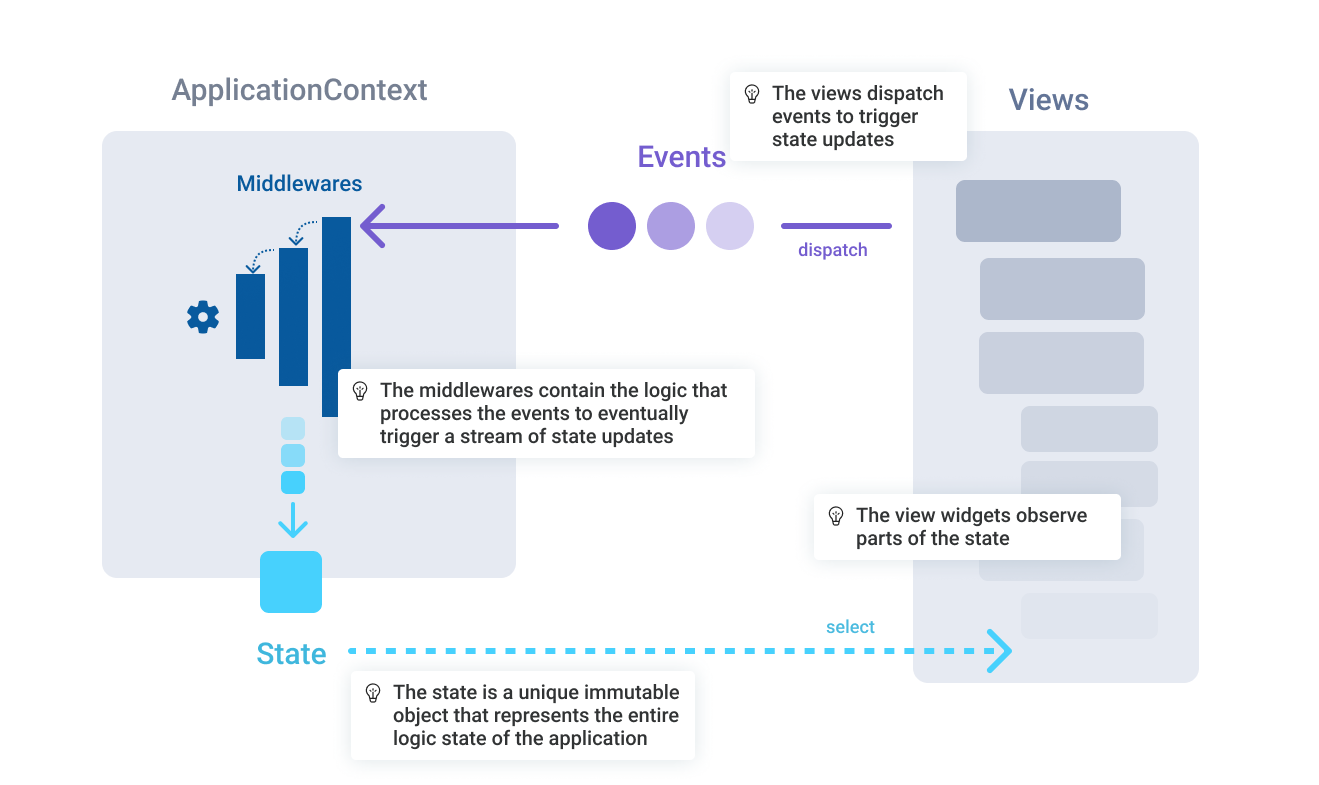 ApplicationContext
The views dispatch
events to trigger
state updates
Views
Events
Middlewares
dispatch
The middlewares contain the logic that
processes the events to eventually
trigger a stream of state updates
The view widgets observe
parts of the state
select
State
The state is a unique immutable
object that represents the entire
logic state of the application